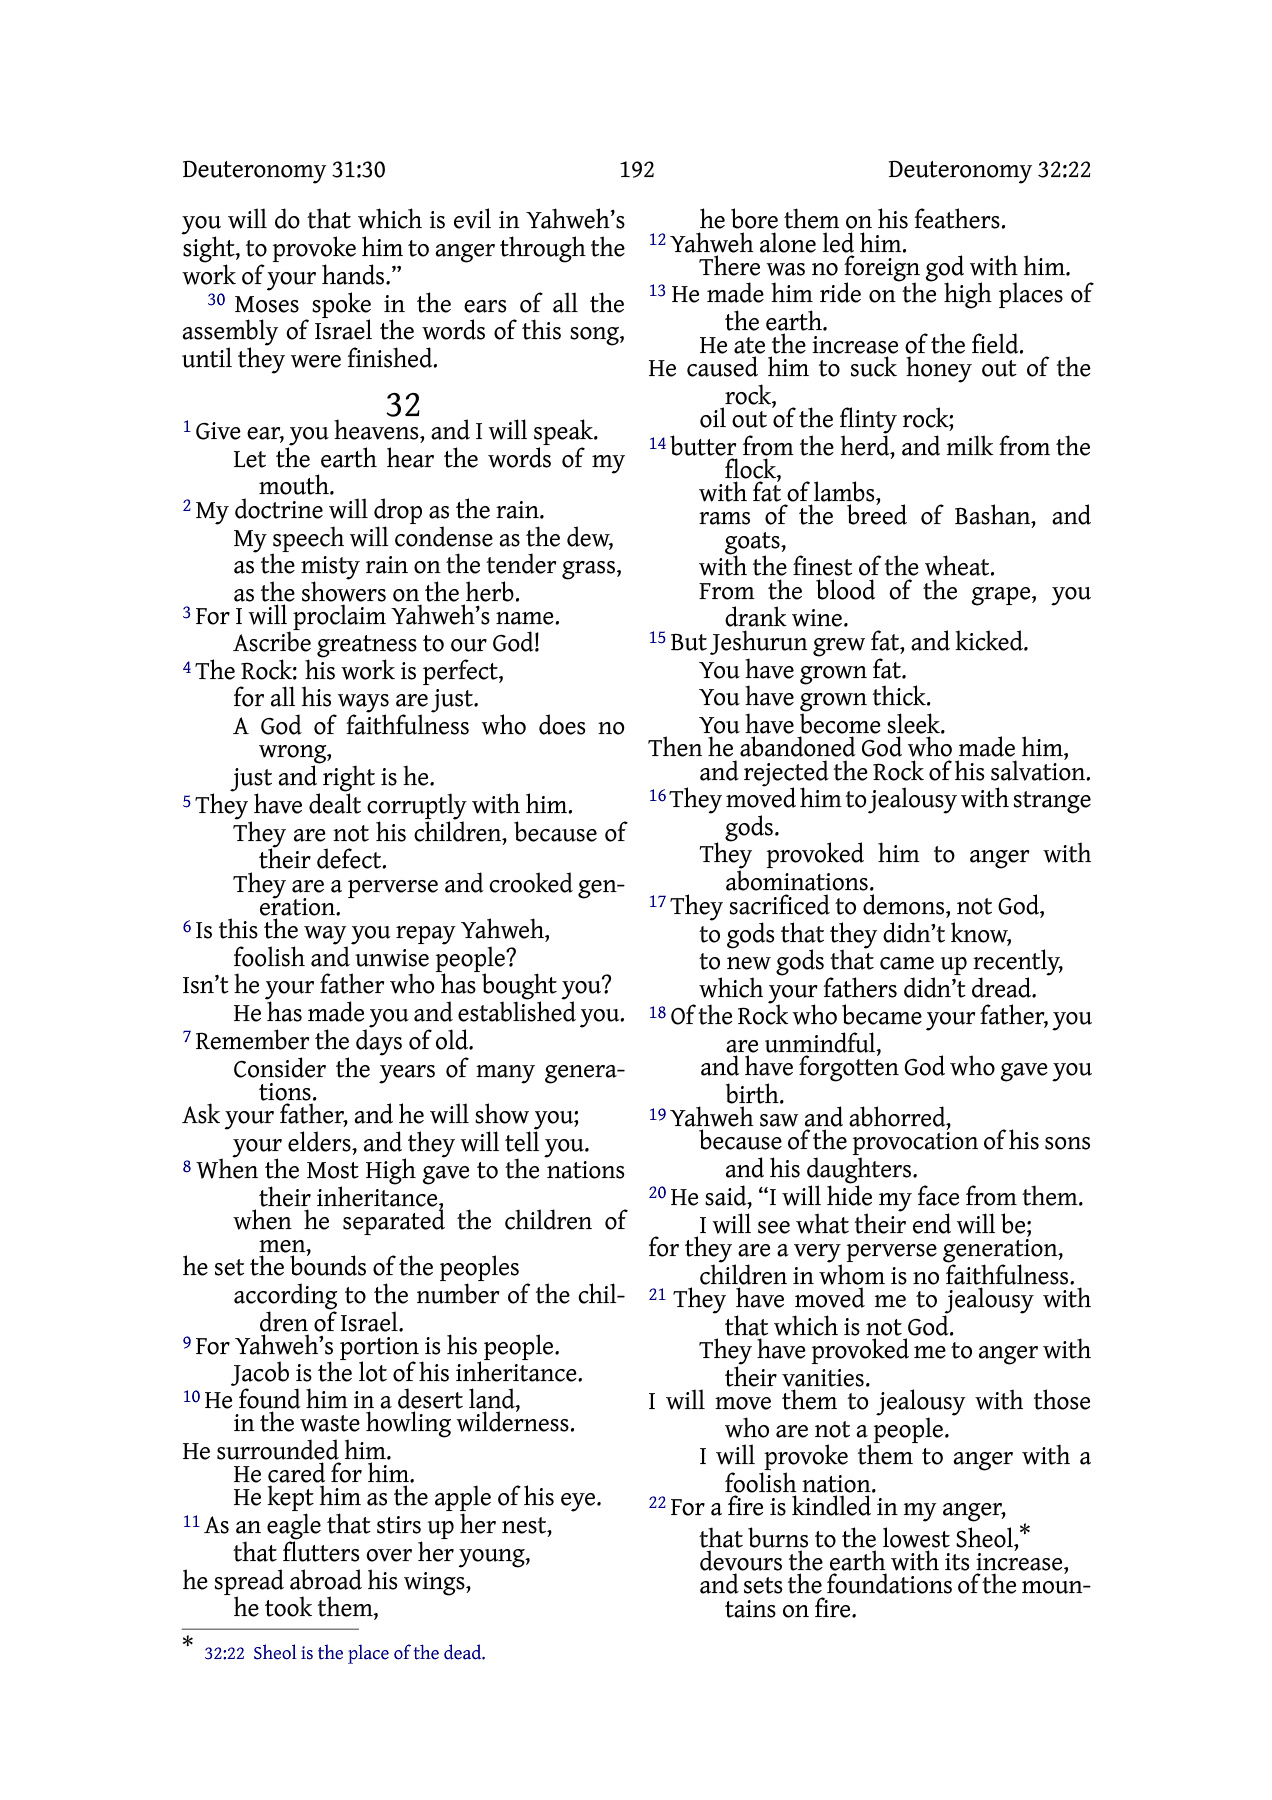 Deuteronomy 31:30 192 Deuteronomy 32:22
you will do that which is evil in Yahweh’s
sight, to provoke him to anger through the
work of your hands.”
30 Moses spoke in the ears of all the
assembly of Israel the words of this song,
until they were finished.
32
1 Give ear, you heavens, and I will speak.
Let the earth hear the words of my
mouth.
2 My doctrine will drop as the rain.
My speech will condense as the dew,
as the misty rain on the tender grass,
as the showers on the herb.
3 For I will proclaim Yahweh’s name.
Ascribe greatness to our God!
4 The Rock: his work is perfect,
for all his ways are just.
A God of faithfulness who does no
wrong,
just and right is he.
5 They have dealt corruptly with him.
They are not his children, because of
their defect.
They are a perverse and crooked gen-
eration.
6 Is this the way you repay Yahweh,
foolish and unwise people?
Isn’t he your father who has bought you?
He has made you and established you.
7 Remember the days of old.
Consider the years of many genera-
tions.
Ask your father, and he will show you;
your elders, and they will tell you.
8 When the Most High gave to the nations
their inheritance,
when he separated the children of
men,
he set the bounds of the peoples
according to the number of the chil-
dren of Israel.
9 For Yahweh’s portion is his people.
Jacob is the lot of his inheritance.
10 He found him in a desert land,
in the waste howling wilderness.
He surrounded him.
He cared for him.
He kept him as the apple of his eye.
11 As an eagle that stirs up her nest,
that flutters over her young,
he spread abroad his wings,
he took them,
he bore them on his feathers.
12 Yahweh alone led him.
There was no foreign god with him.
13 He made him ride on the high places of
the earth.
He ate the increase of the field.
He caused him to suck honey out of the
rock,
oil out of the flinty rock;
14 butter from the herd, and milk from the
flock,
with fat of lambs,
rams of the breed of Bashan, and
goats,
with the finest of the wheat.
From the blood of the grape, you
drank wine.
15 But Jeshurun grew fat, and kicked.
You have grown fat.
You have grown thick.
You have become sleek.
Then he abandoned God who made him,
and rejected the Rock of his salvation.
16 They moved him to jealousy with strange
gods.
They provoked him to anger with
abominations.
17 They sacrificed to demons, not God,
to gods that they didn’t know,
to new gods that came up recently,
which your fathers didn’t dread.
18 Of the Rock who became your father, you
are unmindful,
and have forgotten God who gave you
birth.
19 Yahweh saw and abhorred,
because of the provocation of his sons
and his daughters.
20 He said, “I will hide my face from them.
I will see what their end will be;
for they are a very perverse generation,
children in whom is no faithfulness.
21 They have moved me to jealousy with
that which is not God.
They have provoked me to anger with
their vanities.
I will move them to jealousy with those
who are not a people.
I will provoke them to anger with a
foolish nation.
22 For a fire is kindled in my anger,
that burns to the lowest Sheol,*
devours the earth with its increase,
and sets the foundations of the moun-
tains on fire.
* 32:22 Sheol is the place of the dead.